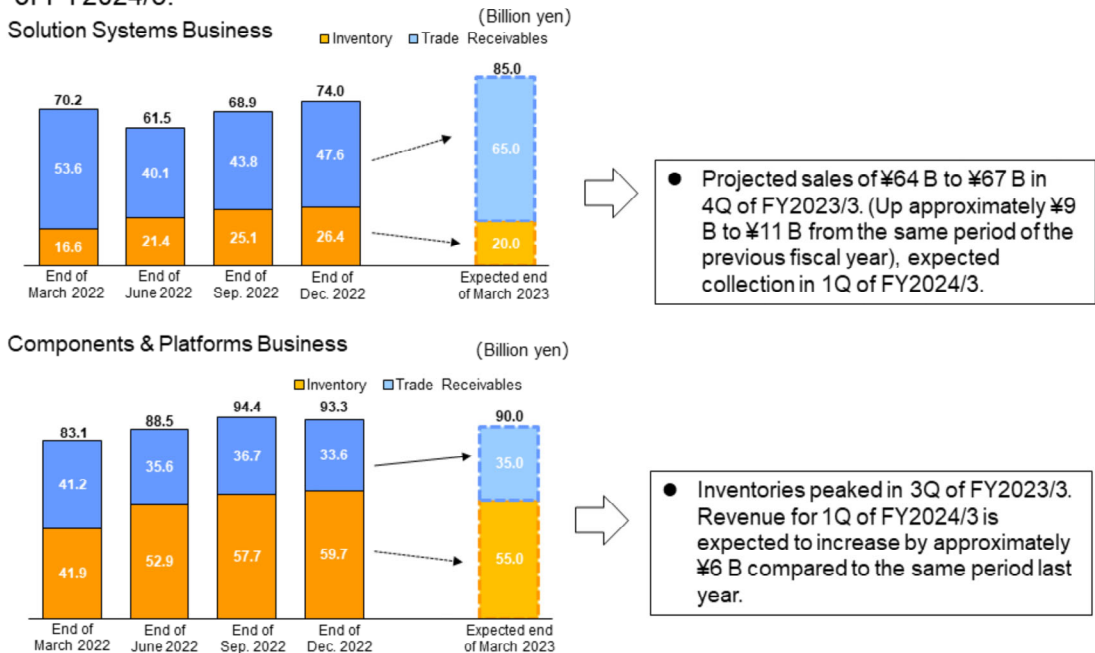 of FY2024/3.
Solution Systems Business
(Billion yen)
Inventory Trade Receivables
70.2
61.5
68.9
74.0
85.0
53.6
40.1
43.8
47.6
65.0
16.6
21.4
25.1
26.4
20.0
End of
March 2022
End of
June 2022
End of
Sep. 2022
End of
Dec. 2022
Expected end
of March 2023
● Projected sales of ¥64 B to ¥67 B in
4Q of FY2023/3. (Up approximately ¥9
B to ¥11 B from the same period of the
previous fiscal year), expected
collection in 1Q of FY2024/3.
Components & Platforms Business
(Billion yen)
Inventory Trade Receivables
83.1
88.5
94.4
93.3
90.0
41.2
35.6
36.7
33.6
35.0
41.9
52.9
57.7
59.7
55.0
End of
March 2022
End of
June 2022
End of
Sep. 2022
End of
Dec. 2022
Expected end
of March 2023
● Inventories peaked in 3Q of FY2023/3.
Revenue for 1Q of FY2024/3 is
expected to increase by approximately
¥6 B compared to the same period last
year.